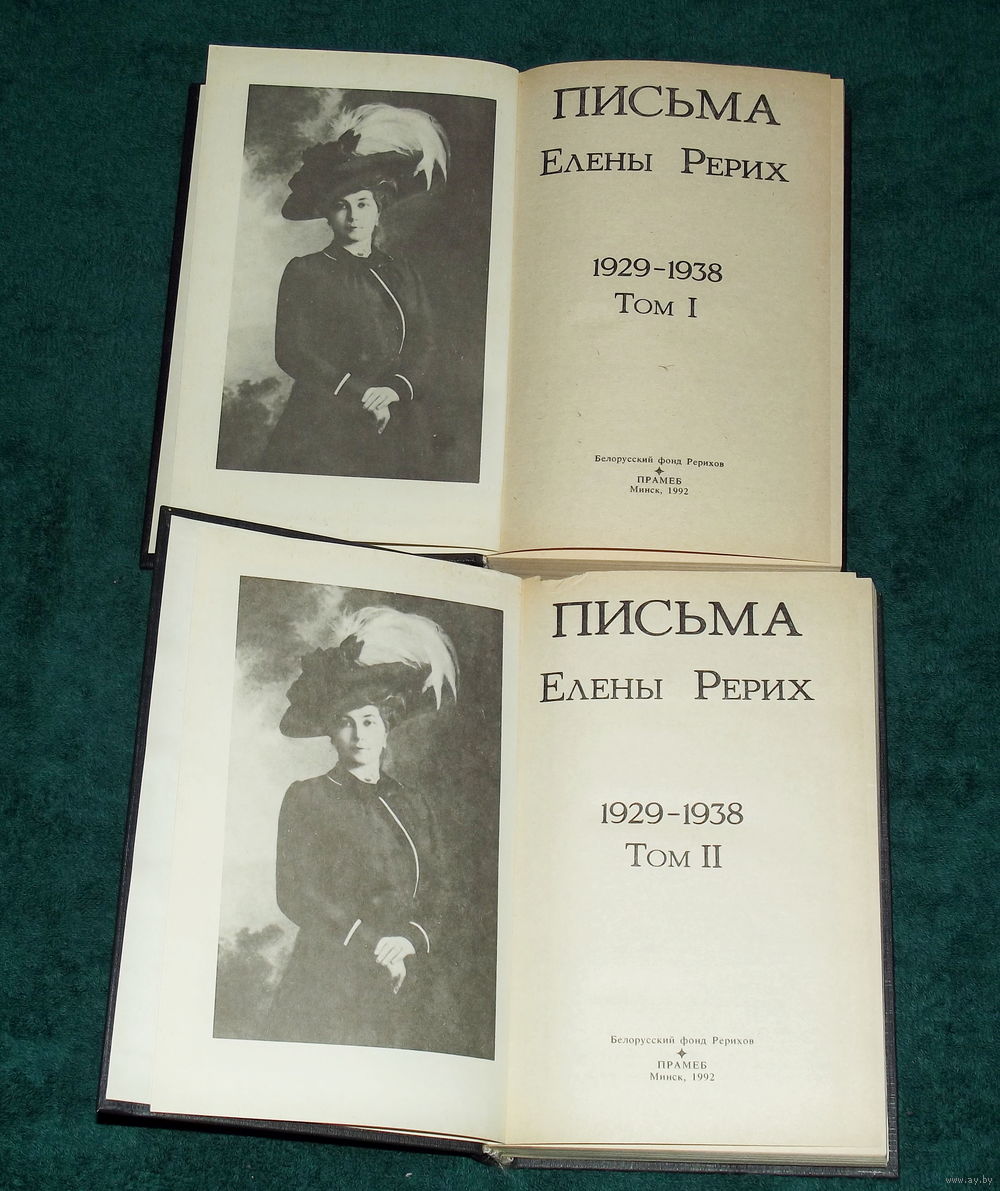 ПИСЬМА
Елены Рерих
1929-1938
Том I
Белорусский фонд Рерихов
ПРАМЕБ
Минск, 1992
ПИСЬМА
Елены Рерих
1929-1938
Том II
Белорусский фонд Рерихов
ПРАМЕБ
Минск, 1992
www.ay.by